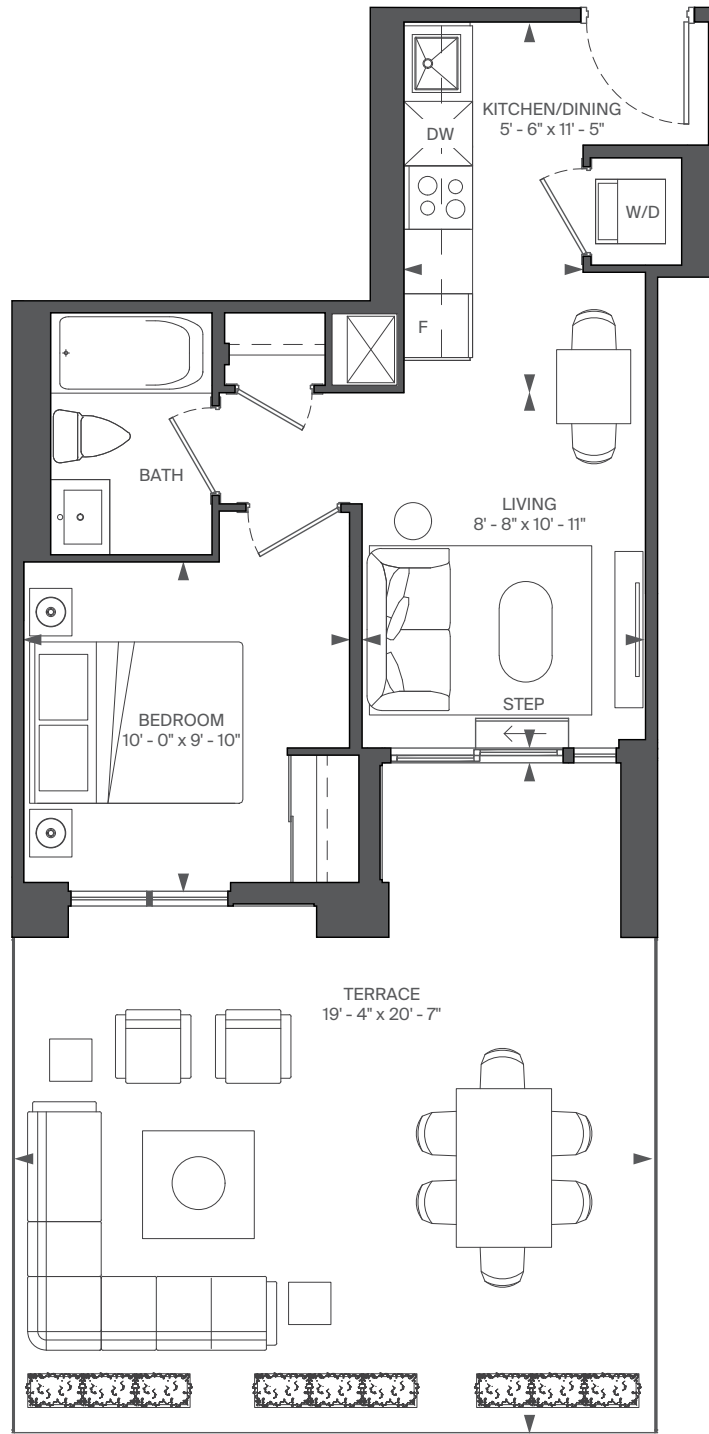 KITCHEN/DINING
5' - 6" x 11' - 5"
DW
W/D
F
BATH
LIVING
8' - 8" x 10' - 11"
STEP
BEDROOM
10' - 0" x 9' - 10"
TERRACE
19' - 4" x 20' - 7"